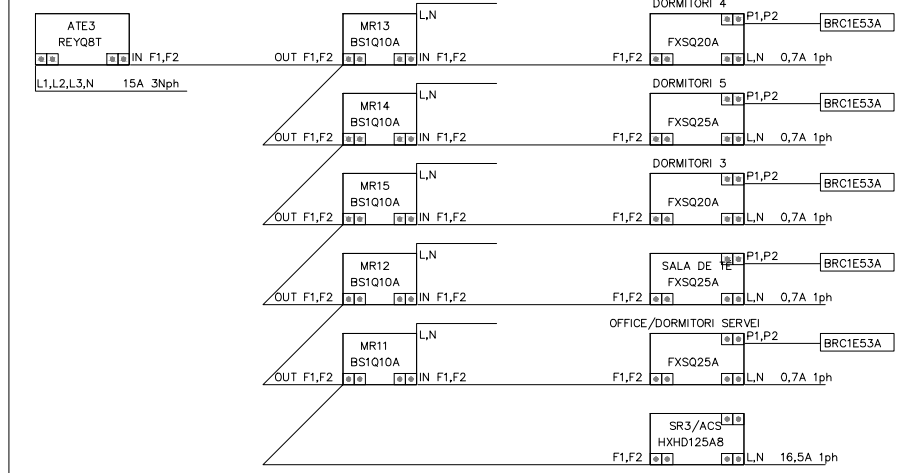 DORMITORI 4
ATE3
REYQ8T
IN F1,F2
L1,L2,L3,N 15A 3Nph
L,N
MR13
BS1Q10A
OUT F1,F2
IN F1,F2
P1,P2
BRC1E53A
FXSQ20A
F1,F2
L,N 0,7A 1ph
DORMITORI 5
L,N
MR14
BS1Q10A
OUT F1,F2
IN F1,F2
P1,P2
BRC1E53A
FXSQ25A
F1,F2
L,N 0,7A 1ph
DORMITORI 3
L,N
MR15
BS1Q10A
OUT F1,F2
IN F1,F2
P1,P2
BRC1E53A
FXSQ20A
F1,F2
L,N 0,7A 1ph
L,N
MR12
BS1Q10A
OUT F1,F2
IN F1,F2
P1,P2
BRC1E53A
SALA DE TE
FXSQ25A
F1,F2
L,N 0,7A 1ph
OFFICE/DORMITORI SERVEI
L,N
MR11
BS1Q10A
OUT F1,F2
IN F1,F2
P1,P2
BRC1E53A
FXSQ25A
F1,F2
L,N 0,7A 1ph
SR3/ACS
HXHD125A8
F1,F2
L,N 16,5A 1ph